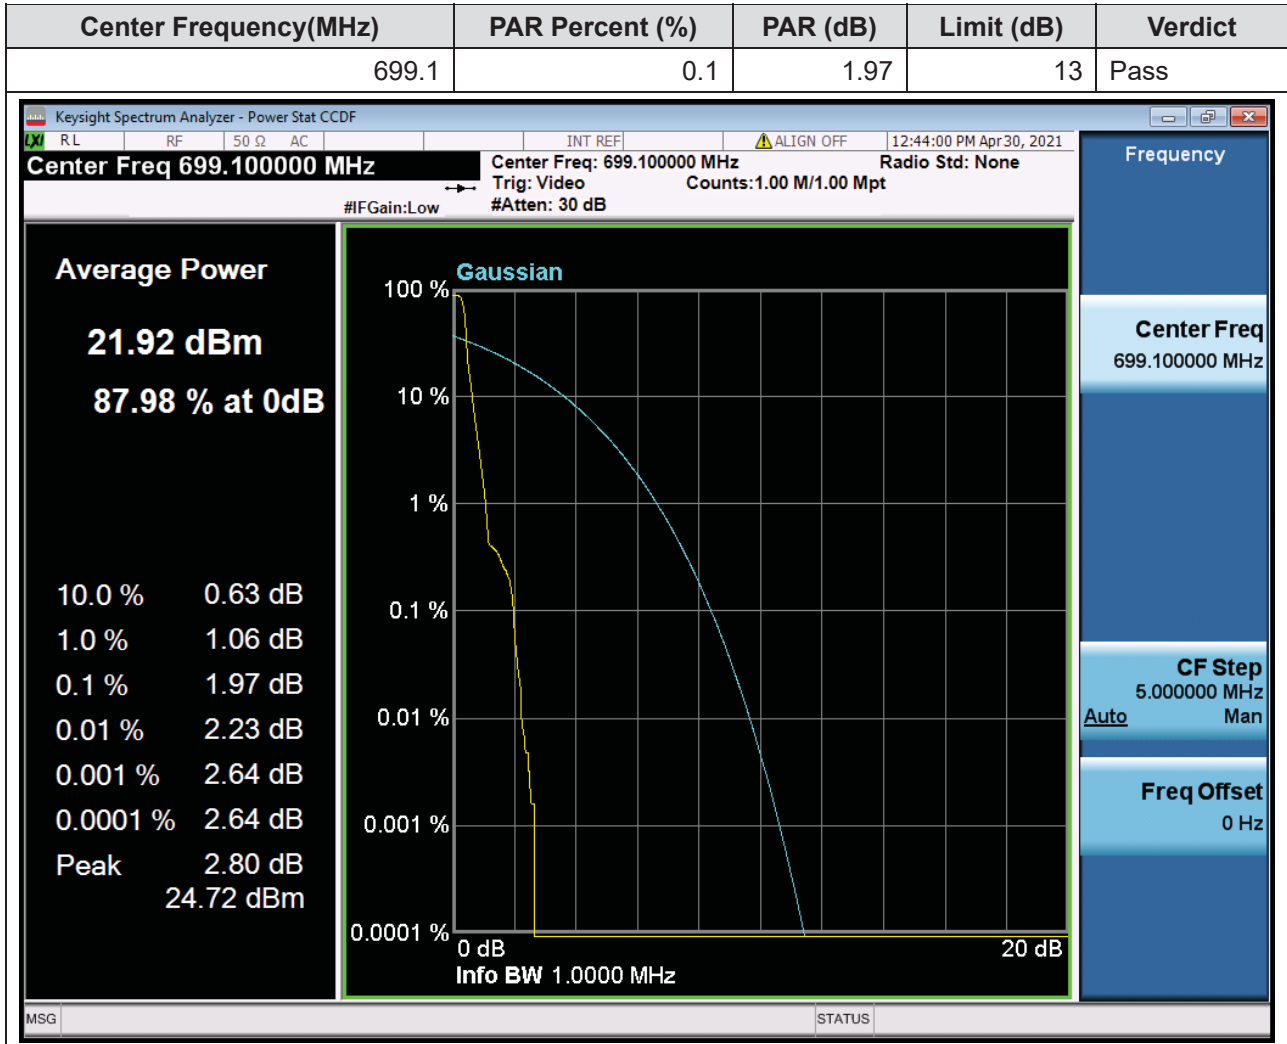 Center Frequency(MHz) PAR Percent (%) PAR (dB) Limit (dB) Verdict
699.1 0.1 1.97 13 Pass
Keysight Spectrum Analyzer - Power Stat CCDF
LXI RL RF 50 Ω AC INT REF ALIGN OFF 12:44:00 PM Apr 30, 2021
Center Freq 699.100000 MHz
Center Freq: 699.100000 MHz Radio Std: None
Trig: Video Counts:1.00 M/1.00 Mpt
#IFGain:Low #Atten: 30 dB
Average Power
21.92 dBm
87.98 % at 0dB
10.0 % 0.63 dB
1.0 % 1.06 dB
0.1 % 1.97 dB
0.01 % 2.23 dB
0.001 % 2.64 dB
0.0001 % 2.64 dB
Peak 2.80 dB
24.72 dBm
Gaussian
100 %
10 %
1 %
0.1 %
0.01 %
0.001 %
0.0001 %
0 dB 20 dB
Info BW 1.0000 MHz
Frequency
Center Freq
699.100000 MHz
CF Step
5.000000 MHz
Auto Man
Freq Offset
0 Hz
MSG STATUS